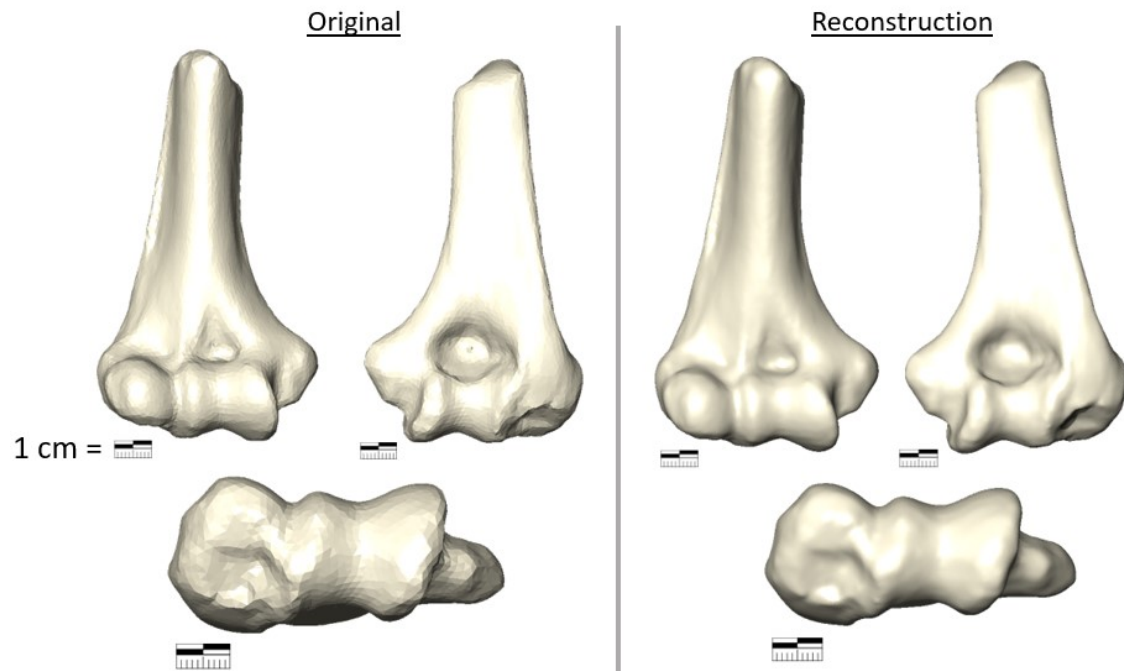 Original
Reconstruction
1 cm =